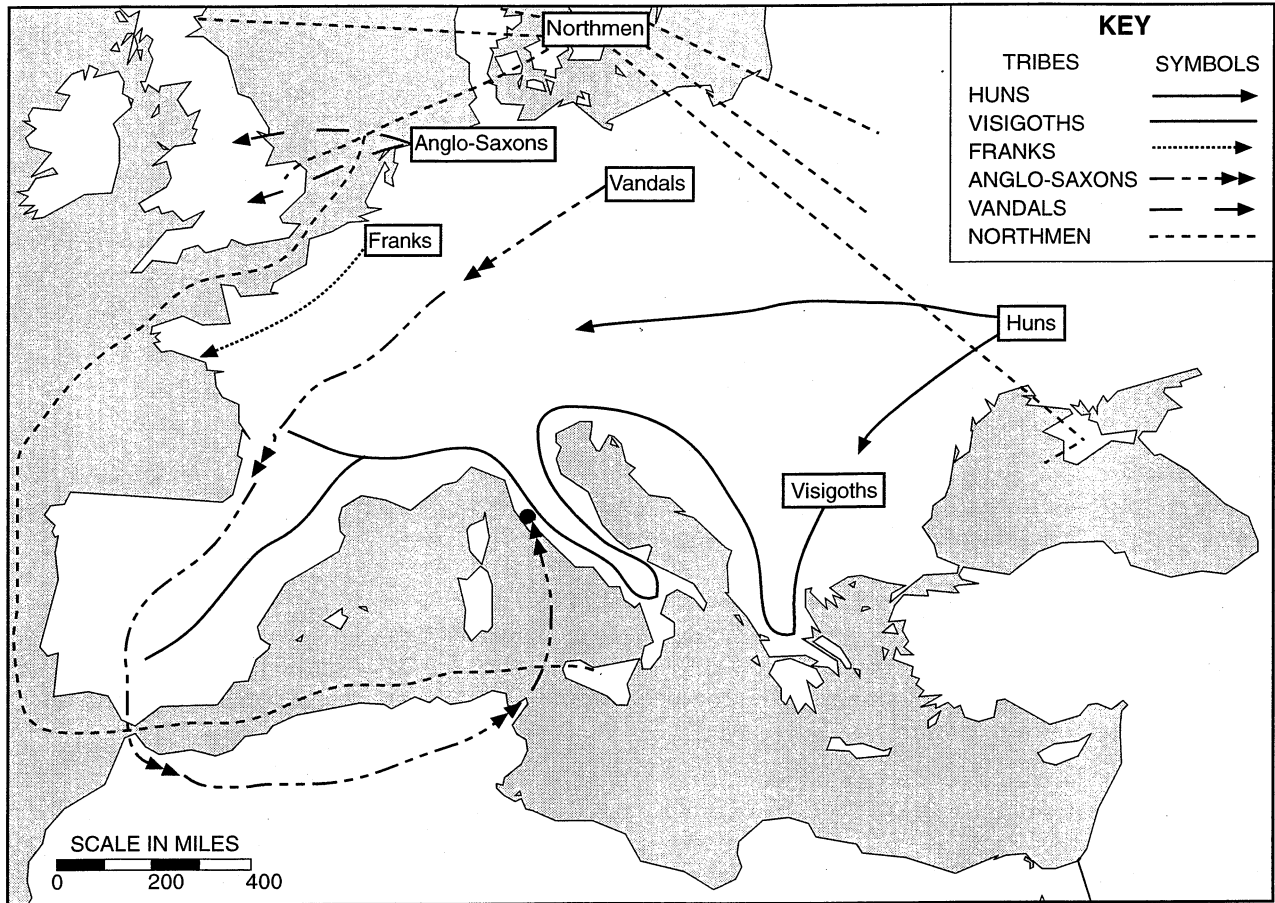 Northmen
KEY
TRIBES SYMBOLS
HUNS
VISIGOTHS
FRANKS
ANGLO-SAXONS
VANDALS
NORTHMEN
Anglo-Saxons
Vandals
Franks
Huns
Visigoths
SCALE IN MILES
0 200 400